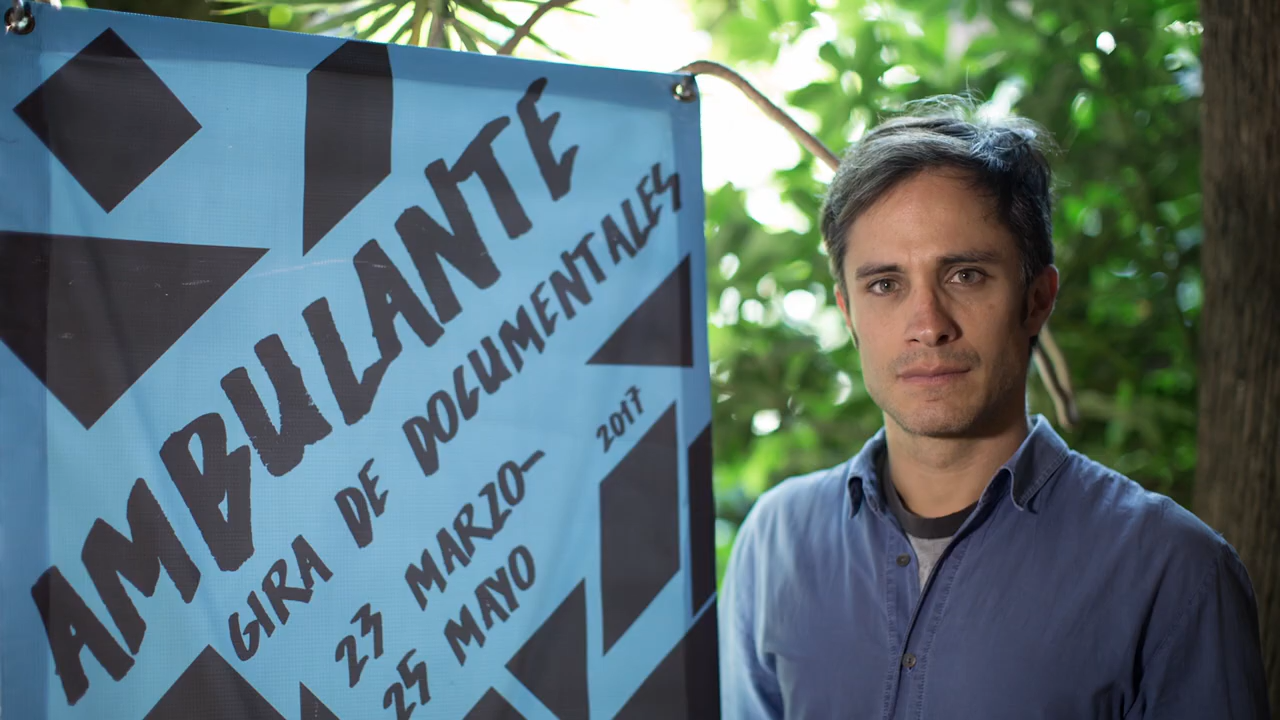 AMBULANTE
GIRA DE DOCUMENTALES
23 MARZO–
25 MAYO
2017